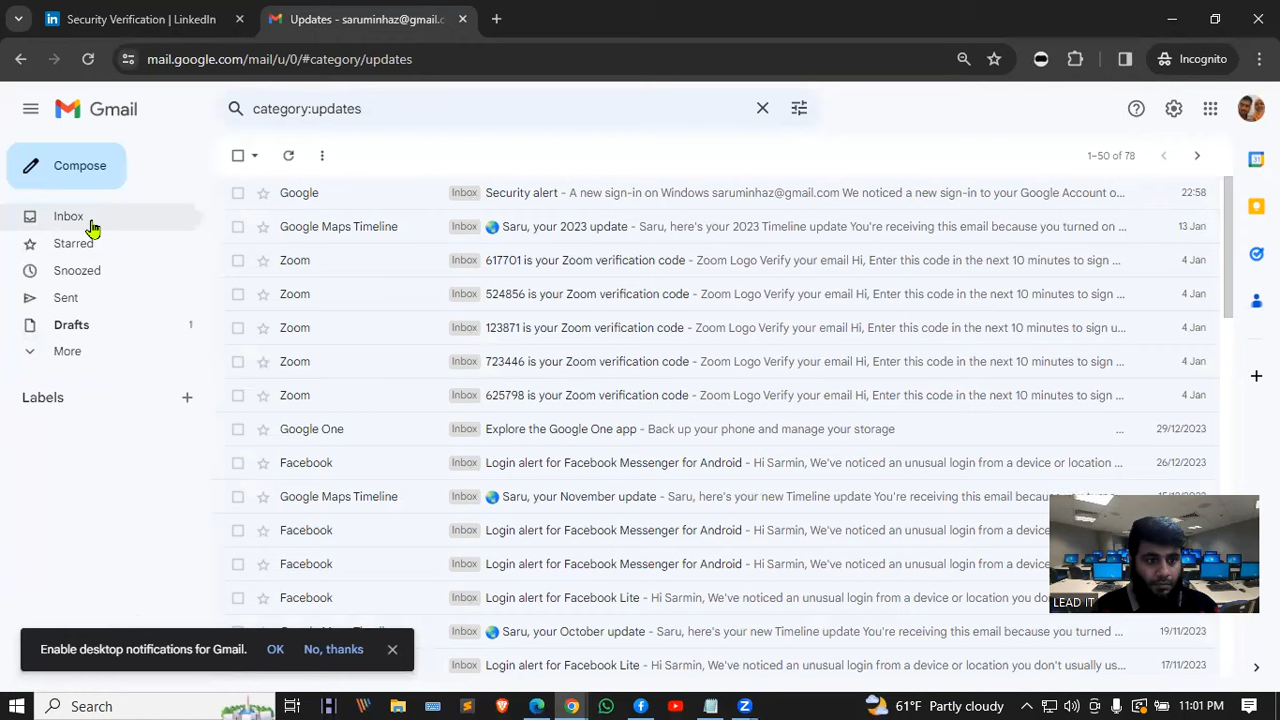 Security Verification | LinkedIn
Updates - saruminhaz@gmail.c
mail.google.com/mail/u/0/#category/updates
Incognito
Gmail
category:updates
Compose
1–50 of 78
Inbox
Starred
Snoozed
Sent
Drafts 1
More
Labels
Google Inbox Security alert - A new sign-in on Windows saruminhaz@gmail.com We noticed a new sign-in to your Google Account o... 22:58
Google Maps Timeline Inbox 🌏 Saru, your 2023 update - Saru, here's your 2023 Timeline update You're receiving this email because you turned on ... 13 Jan
Zoom Inbox 617701 is your Zoom verification code - Zoom Logo Verify your email Hi, Enter this code in the next 10 minutes to sign ... 4 Jan
Zoom Inbox 524856 is your Zoom verification code - Zoom Logo Verify your email Hi, Enter this code in the next 10 minutes to sign ... 4 Jan
Zoom Inbox 123871 is your Zoom verification code - Zoom Logo Verify your email Hi, Enter this code in the next 10 minutes to sign u... 4 Jan
Zoom Inbox 723446 is your Zoom verification code - Zoom Logo Verify your email Hi, Enter this code in the next 10 minutes to sign ... 4 Jan
Zoom Inbox 625798 is your Zoom verification code - Zoom Logo Verify your email Hi, Enter this code in the next 10 minutes to sign ... 4 Jan
Google One Inbox Explore the Google One app - Back up your phone and manage your storage ... 29/12/2023
Facebook Inbox Login alert for Facebook Messenger for Android - Hi Sarmin, We've noticed an unusual login from a device or location ... 26/12/2023
Google Maps Timeline Inbox 🌏 Saru, your November update - Saru, here's your new Timeline update You're receiving this email because you
Facebook Inbox Login alert for Facebook Messenger for Android - Hi Sarmin, We've noticed an unusual login from a
Facebook Inbox Login alert for Facebook Messenger for Android - Hi Sarmin, We've noticed an unusual login from a
Facebook Inbox Login alert for Facebook Lite - Hi Sarmin, We've noticed an unusual login from a device or location
Inbox 🌏 Saru, your October update - Saru, here's your new Timeline update You're receiving this email because you turned ... 19/11/2023
Login alert for Facebook Lite - Hi Sarmin, We've noticed an unusual login from a device or location you don't usually us... 17/11/2023
LEAD IT
Enable desktop notifications for Gmail. OK No, thanks
Search
61°F Partly cloudy
11:01 PM